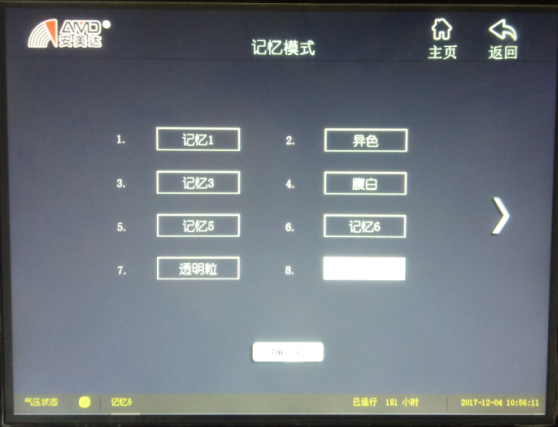 AMD
安美达
记忆模式
主页 返回
1. 记忆1 2. 异色
3. 记忆3 4. 腹白
5. 记忆5 6. 记忆6
7. 透明粒 8.
气压状态 记忆5 已运行 181 小时 2017-12-04 10:56:11